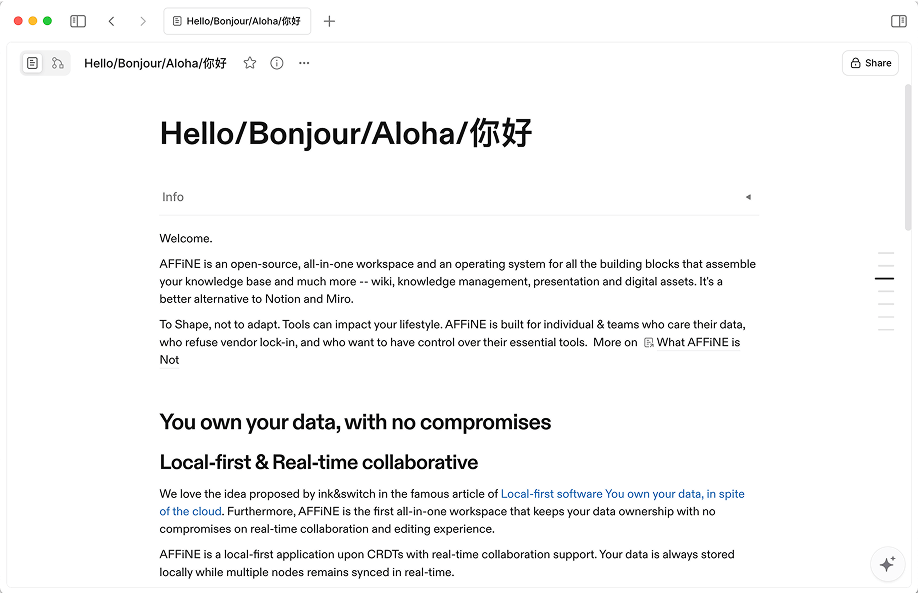 Hello/Bonjour/Aloha/你好
Hello/Bonjour/Aloha/你好
Share
Hello/Bonjour/Aloha/你好
Info
Welcome.
AFFiNE is an open-source, all-in-one workspace and an operating system for all the building blocks that assemble
your knowledge base and much more -- wiki, knowledge management, presentation and digital assets. It's a
better alternative to Notion and Miro.
To Shape, not to adapt. Tools can impact your lifestyle. AFFiNE is built for individual & teams who care their data,
who refuse vendor lock-in, and who want to have control over their essential tools. More on What AFFiNE is
Not
You own your data, with no compromises
Local-first & Real-time collaborative
We love the idea proposed by ink&switch in the famous article of Local-first software You own your data, in spite
of the cloud. Furthermore, AFFiNE is the first all-in-one workspace that keeps your data ownership with no
compromises on real-time collaboration and editing experience.
AFFiNE is a local-first application upon CRDTs with real-time collaboration support. Your data is always stored
locally while multiple nodes remains synced in real-time.